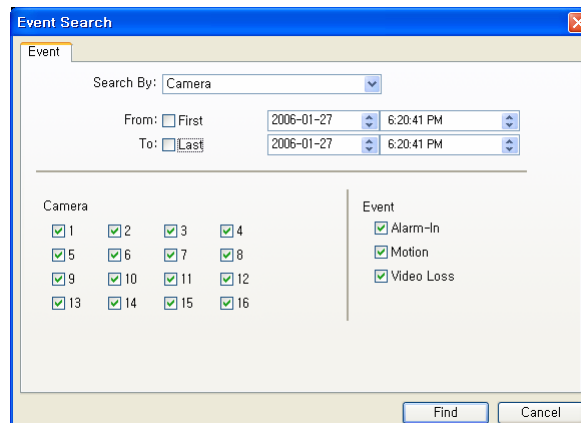 Event Search
Event
Search By: Camera
From: First 2006-01-27 6:20:41 PM
To: Last 2006-01-27 6:20:41 PM
Camera Event
1 2 3 4 Alarm-In
5 6 7 8 Motion
9 10 11 12 Video Loss
13 14 15 16
Find Cancel